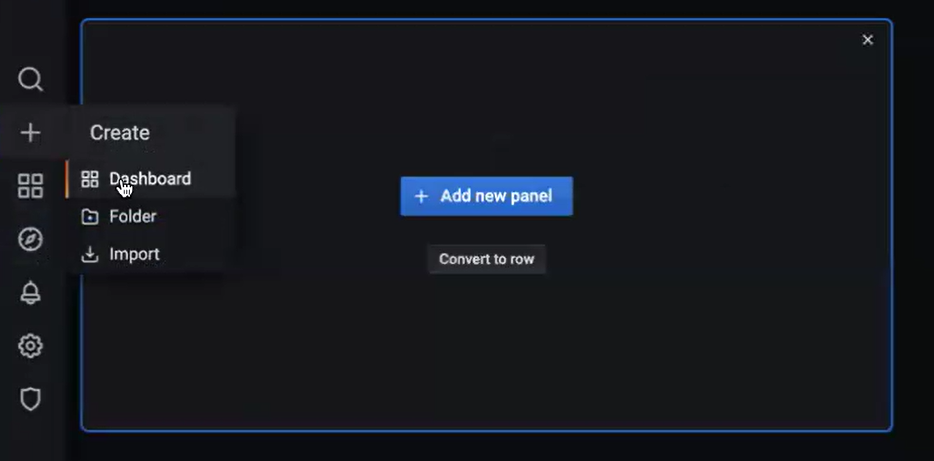 Create
Dashboard
Folder
Import
+ Add new panel
Convert to row